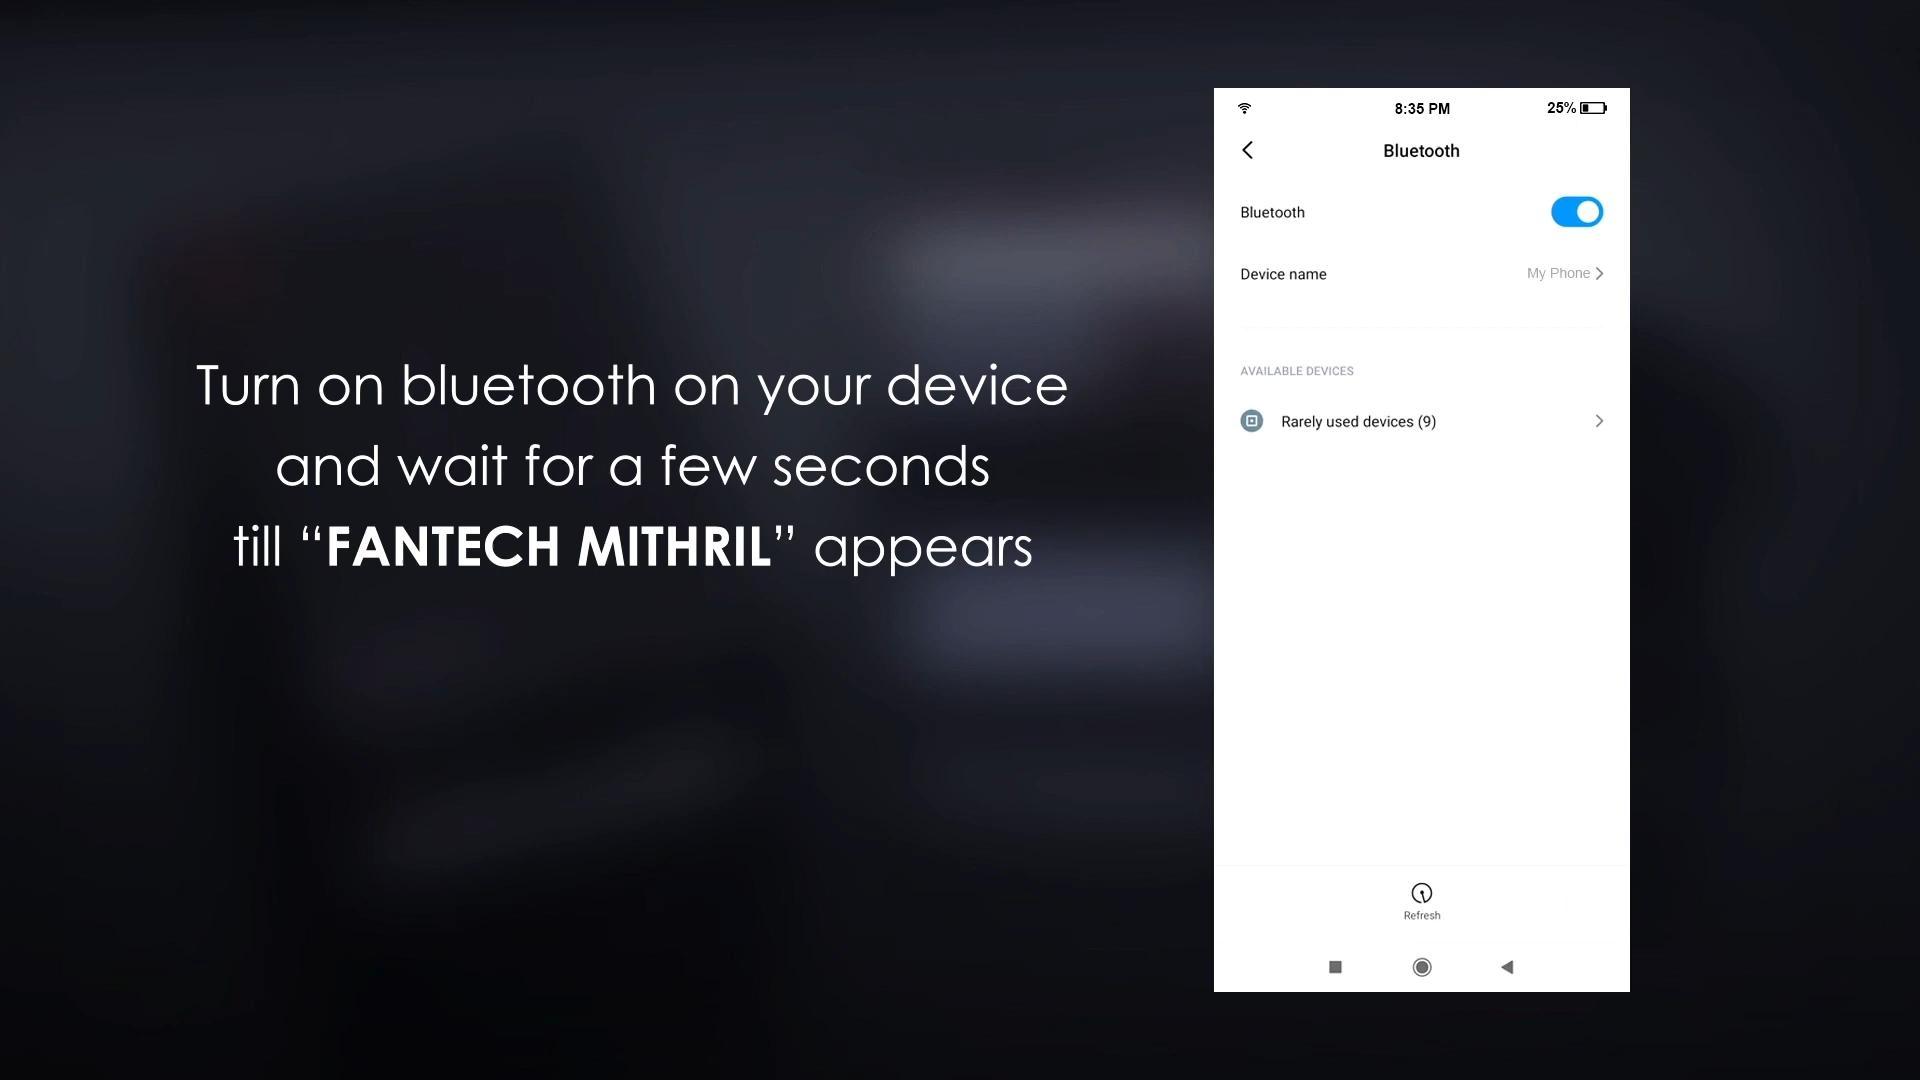 Turn on bluetooth on your device
and wait for a few seconds
till “FANTECH MITHRIL” appears
8:35 PM
25%
Bluetooth
Bluetooth
Device name
My Phone
AVAILABLE DEVICES
Rarely used devices (9)
Refresh